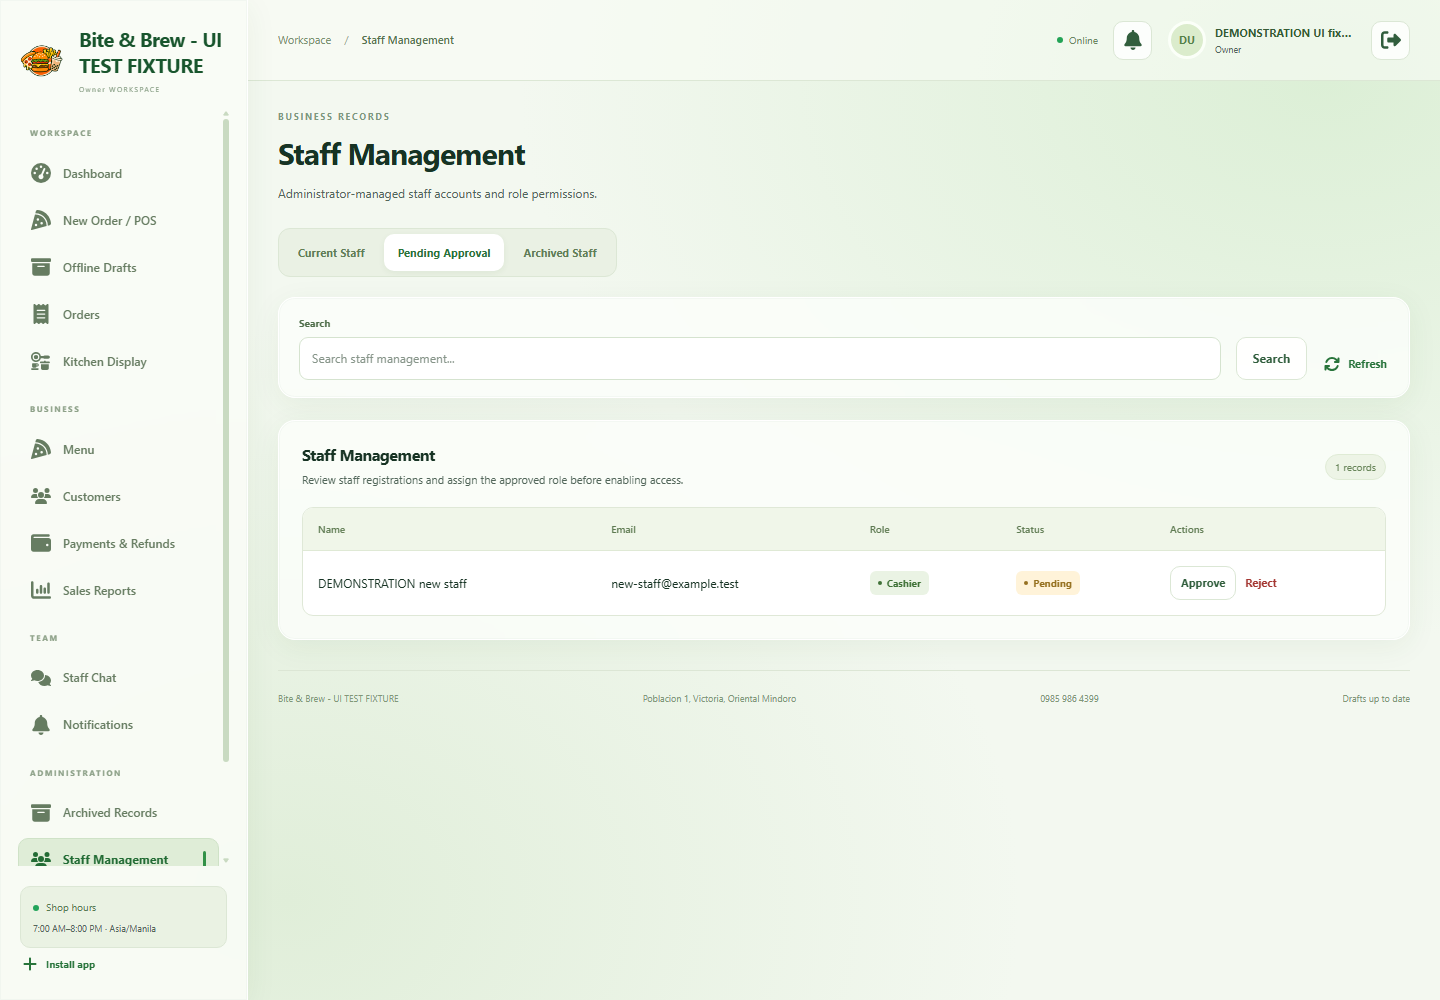 Bite & Brew - UI
TEST FIXTURE
Owner WORKSPACE
WORKSPACE
Dashboard
New Order / POS
Offline Drafts
Orders
Kitchen Display
BUSINESS
Menu
Customers
Payments & Refunds
Sales Reports
TEAM
Staff Chat
Notifications
ADMINISTRATION
Archived Records
Staff Management
Shop hours
7:00 AM–8:00 PM · Asia/Manila
Install app
Workspace / Staff Management
Online
DU
DEMONSTRATION UI fix...
Owner
BUSINESS RECORDS
Staff Management
Administrator-managed staff accounts and role permissions.
Current Staff Pending Approval Archived Staff
Search
Search staff management...
Search
Refresh
Staff Management
Review staff registrations and assign the approved role before enabling access.
1 records
Name Email Role Status Actions
DEMONSTRATION new staff new-staff@example.test Cashier Pending Approve Reject
Bite & Brew - UI TEST FIXTURE Poblacion 1, Victoria, Oriental Mindoro 0985 986 4399 Drafts up to date